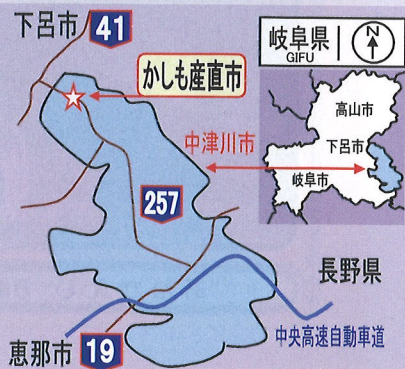 下呂市 41
かしも産直市
岐阜県 N
GIFU
高山市
下呂市
岐阜市
中津川市
257
長野県
中央高速自動車道
恵那市 19